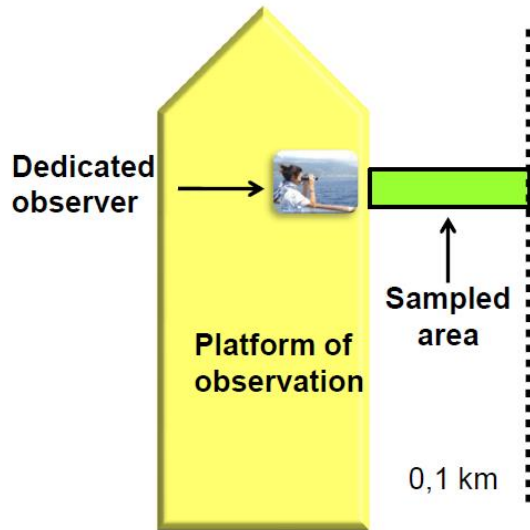 Dedicated
observer
Sampled
area
Platform of
observation
0,1 km